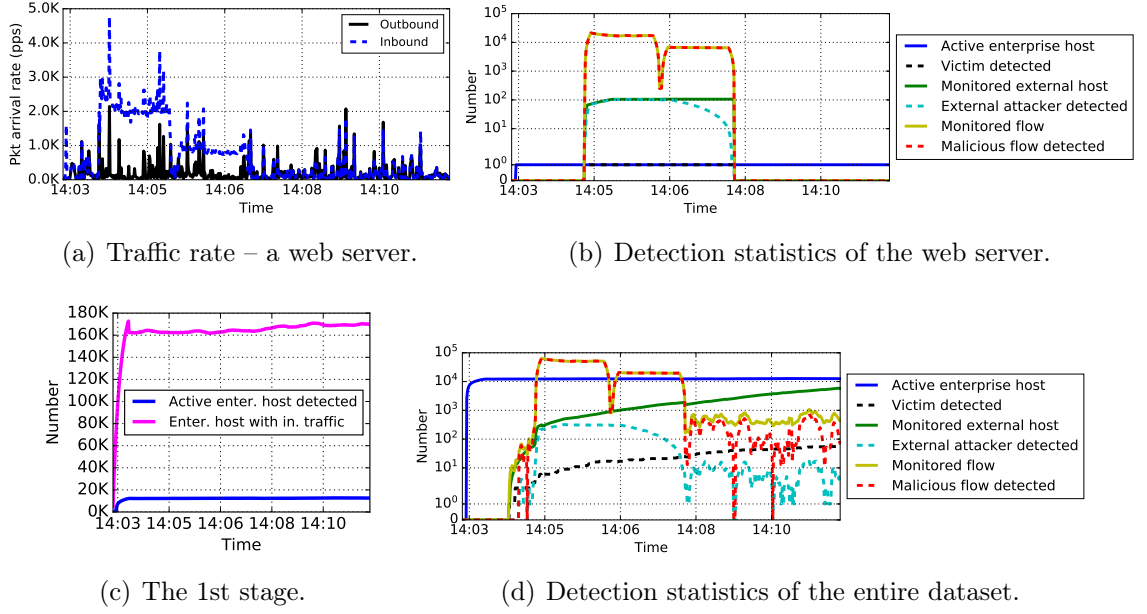 5.0K
4.0K
3.0K
2.0K
1.0K
0.0K
Pkt arrival rate (pps)
Outbound
Inbound
14:03 14:05 14:06 14:08 14:10
Time
(a) Traffic rate – a web server.
10^5
10^4
10^3
10^2
10^1
10^0
0
Number
14:03 14:05 14:06 14:08 14:10
Time
Active enterprise host
Victim detected
Monitored external host
External attacker detected
Monitored flow
Malicious flow detected
(b) Detection statistics of the web server.
180K
160K
140K
120K
100K
80K
60K
40K
20K
0K
Number
Active enter. host detected
Enter. host with in. traffic
14:03 14:05 14:06 14:08 14:10
Time
(c) The 1st stage.
10^5
10^4
10^3
10^2
10^1
10^0
0
Number
14:03 14:05 14:06 14:08 14:10
Time
Active enterprise host
Victim detected
Monitored external host
External attacker detected
Monitored flow
Malicious flow detected
(d) Detection statistics of the entire dataset.